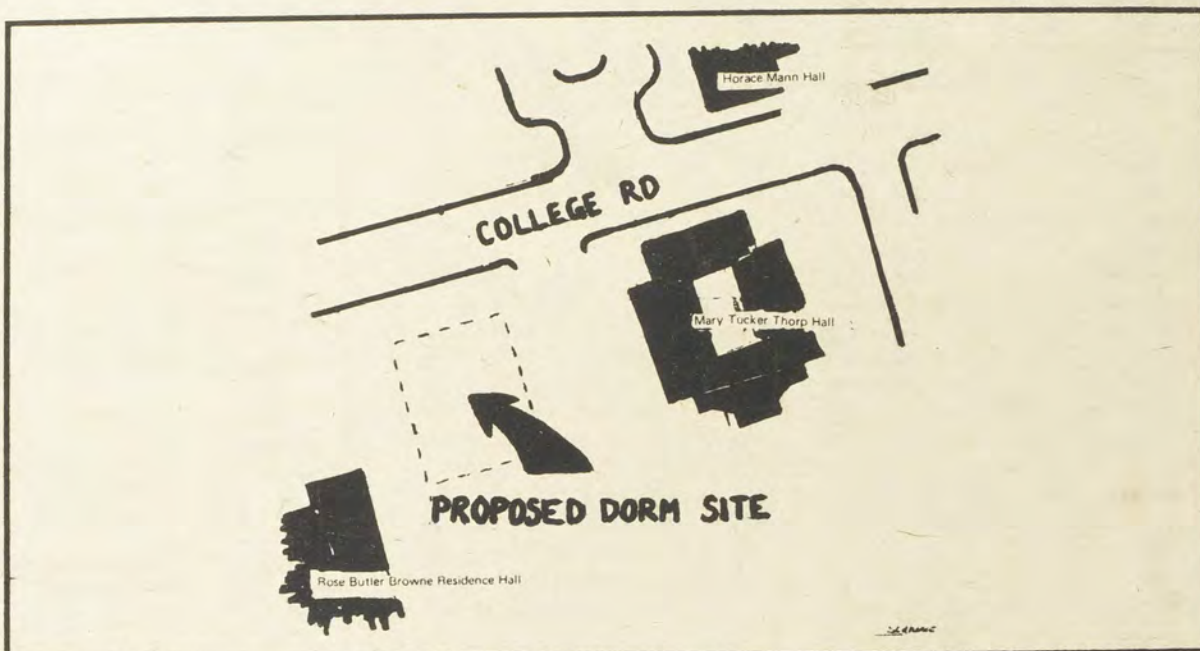 Horace Mann Hall
COLLEGE RD
Mary Tucker Thorp Hall
PROPOSED DORM SITE
Rose Butler Browne Residence Hall